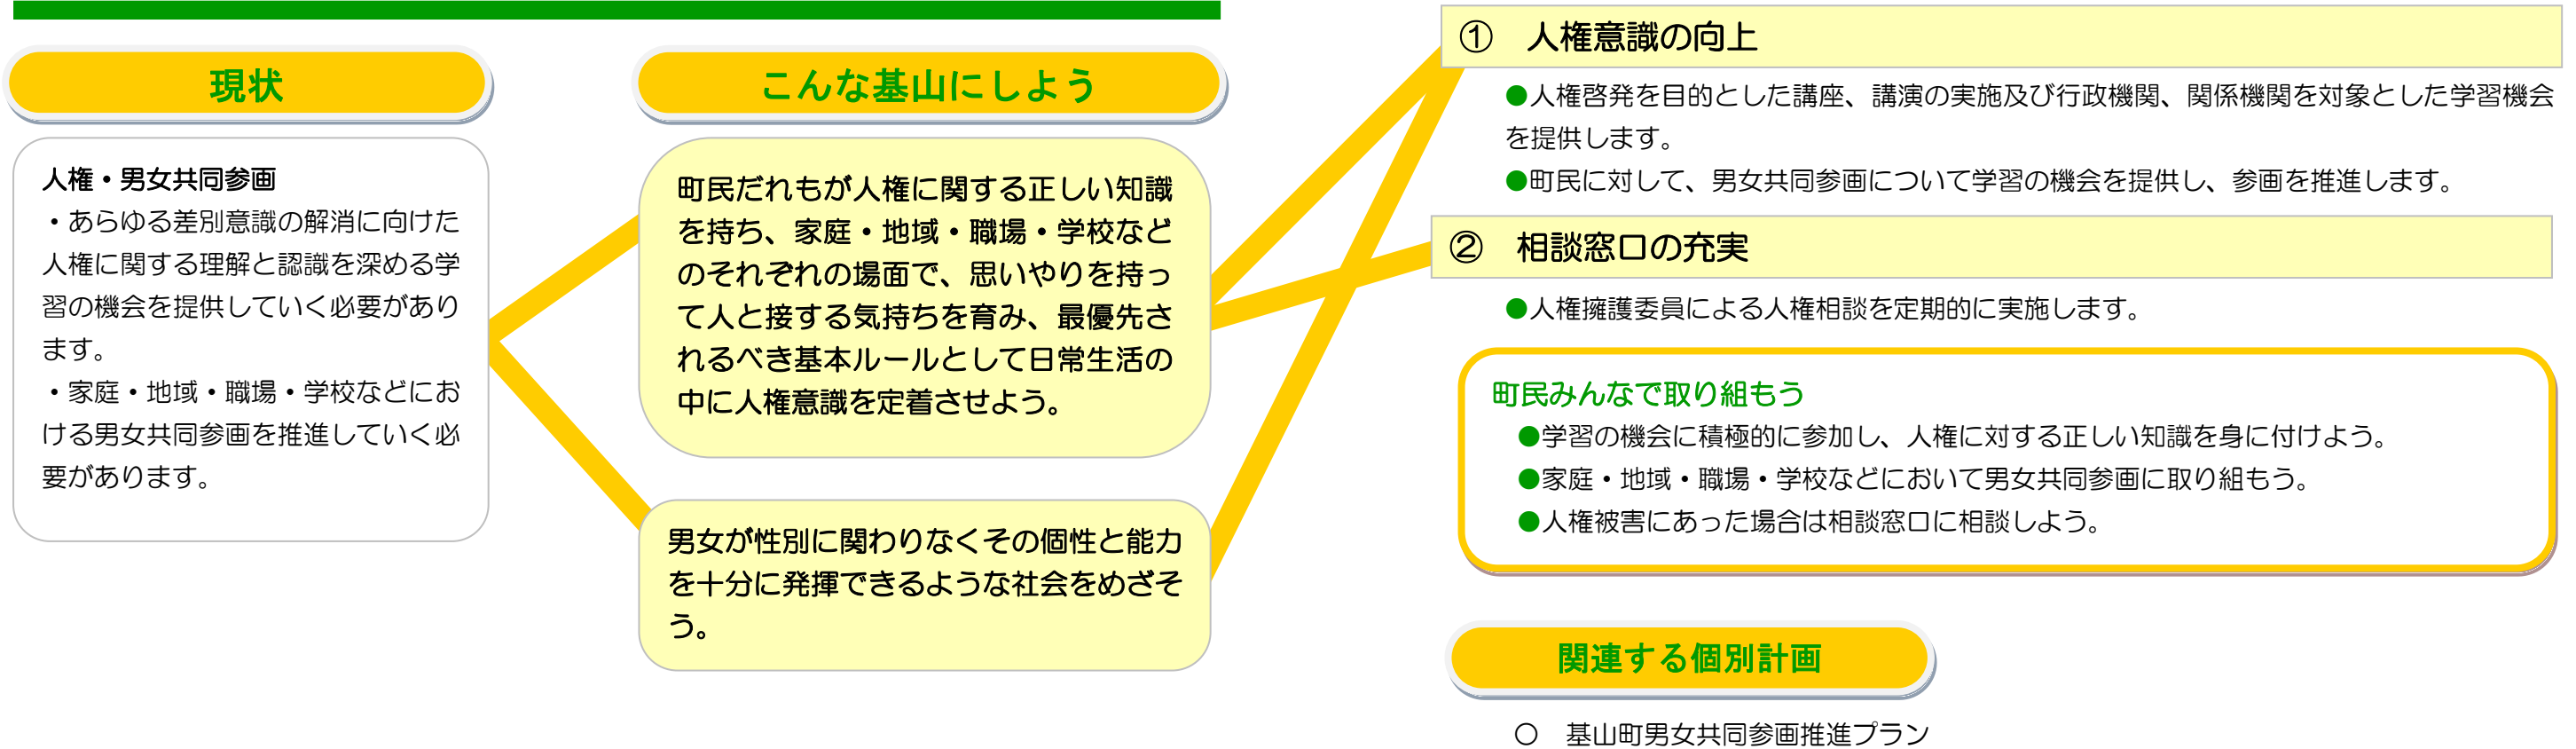 現状
人権・男女共同参画
・あらゆる差別意識の解消に向けた
人権に関する理解と認識を深める学
習の機会を提供していく必要があり
ます。
・家庭・地域・職場・学校などにお
ける男女共同参画を推進していく必
要があります。
こんな基山にしよう
町民だれもが人権に関する正しい知識
を持ち、家庭・地域・職場・学校など
のそれぞれの場面で、思いやりを持っ
て人と接する気持ちを育み、最優先さ
れるべき基本ルールとして日常生活の
中に人権意識を定着させよう。
男女が性別に関わりなくその個性と能力
を十分に発揮できるような社会をめざそ
う。
① 人権意識の向上
●人権啓発を目的とした講座、講演の実施及び行政機関、関係機関を対象とした学習機会
を提供します。
●町民に対して、男女共同参画について学習の機会を提供し、参画を推進します。
② 相談窓口の充実
●人権擁護委員による人権相談を定期的に実施します。
町民みんなで取り組もう
●学習の機会に積極的に参加し、人権に対する正しい知識を身に付けよう。
●家庭・地域・職場・学校などにおいて男女共同参画に取り組もう。
●人権被害にあった場合は相談窓口に相談しよう。
関連する個別計画
○ 基山町男女共同参画推進プラン